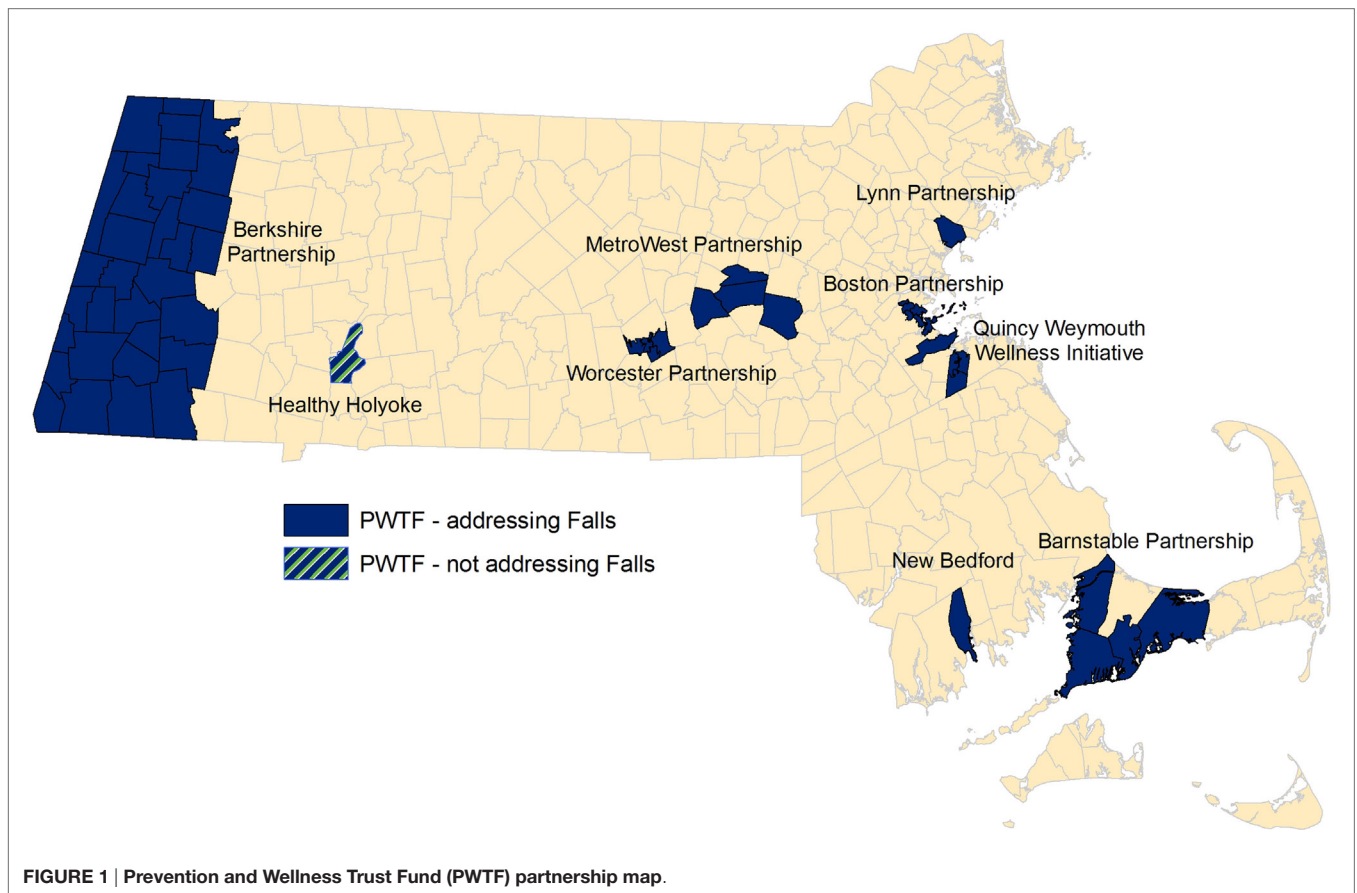 Lynn Partnership
Berkshire
Partnership
MetroWest Partnership
Boston Partnership
Quincy Weymouth
Wellness Initiative
Worcester Partnership
Healthy Holyoke
PWTF - addressing Falls
PWTF - not addressing Falls
Barnstable Partnership
New Bedford
FIGURE 1 | Prevention and Wellness Trust Fund (PWTF) partnership map.